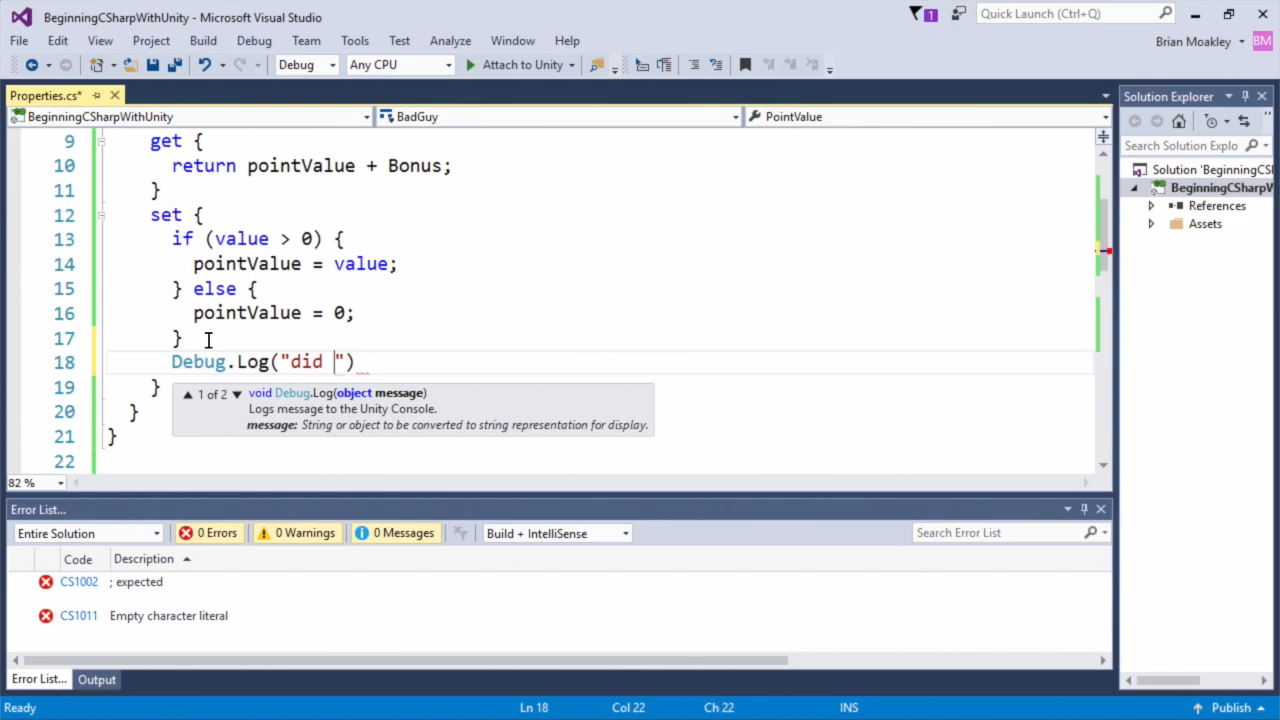 BeginningCSharpWithUnity - Microsoft Visual Studio
1
Quick Launch (Ctrl+Q)
File Edit View Project Build Debug Team Tools Test Analyze Window Help
Brian Moakley BM
Debug Any CPU Attach to Unity
Properties.cs*
Solution Explorer
BeginningCSharpWithUnity BadGuy PointValue
Search Solution Explo
Solution 'BeginningCS
BeginningCSharpW
References
Assets
9 get {
10 return pointValue + Bonus;
11 }
12 set {
13 if (value > 0) {
14 pointValue = value;
15 } else {
16 pointValue = 0;
17 }
18 Debug.Log("did ")
19 }
1 of 2 void Debug.Log(object message)
Logs message to the Unity Console.
message: String or object to be converted to string representation for display.
20 }
21 }
22
82 %
Error List...
Entire Solution 0 Errors 0 Warnings 0 Messages Build + IntelliSense Search Error List
Code Description
CS1002 ; expected
CS1011 Empty character literal
Error List... Output
Ready Ln 18 Col 22 Ch 22 INS Publish